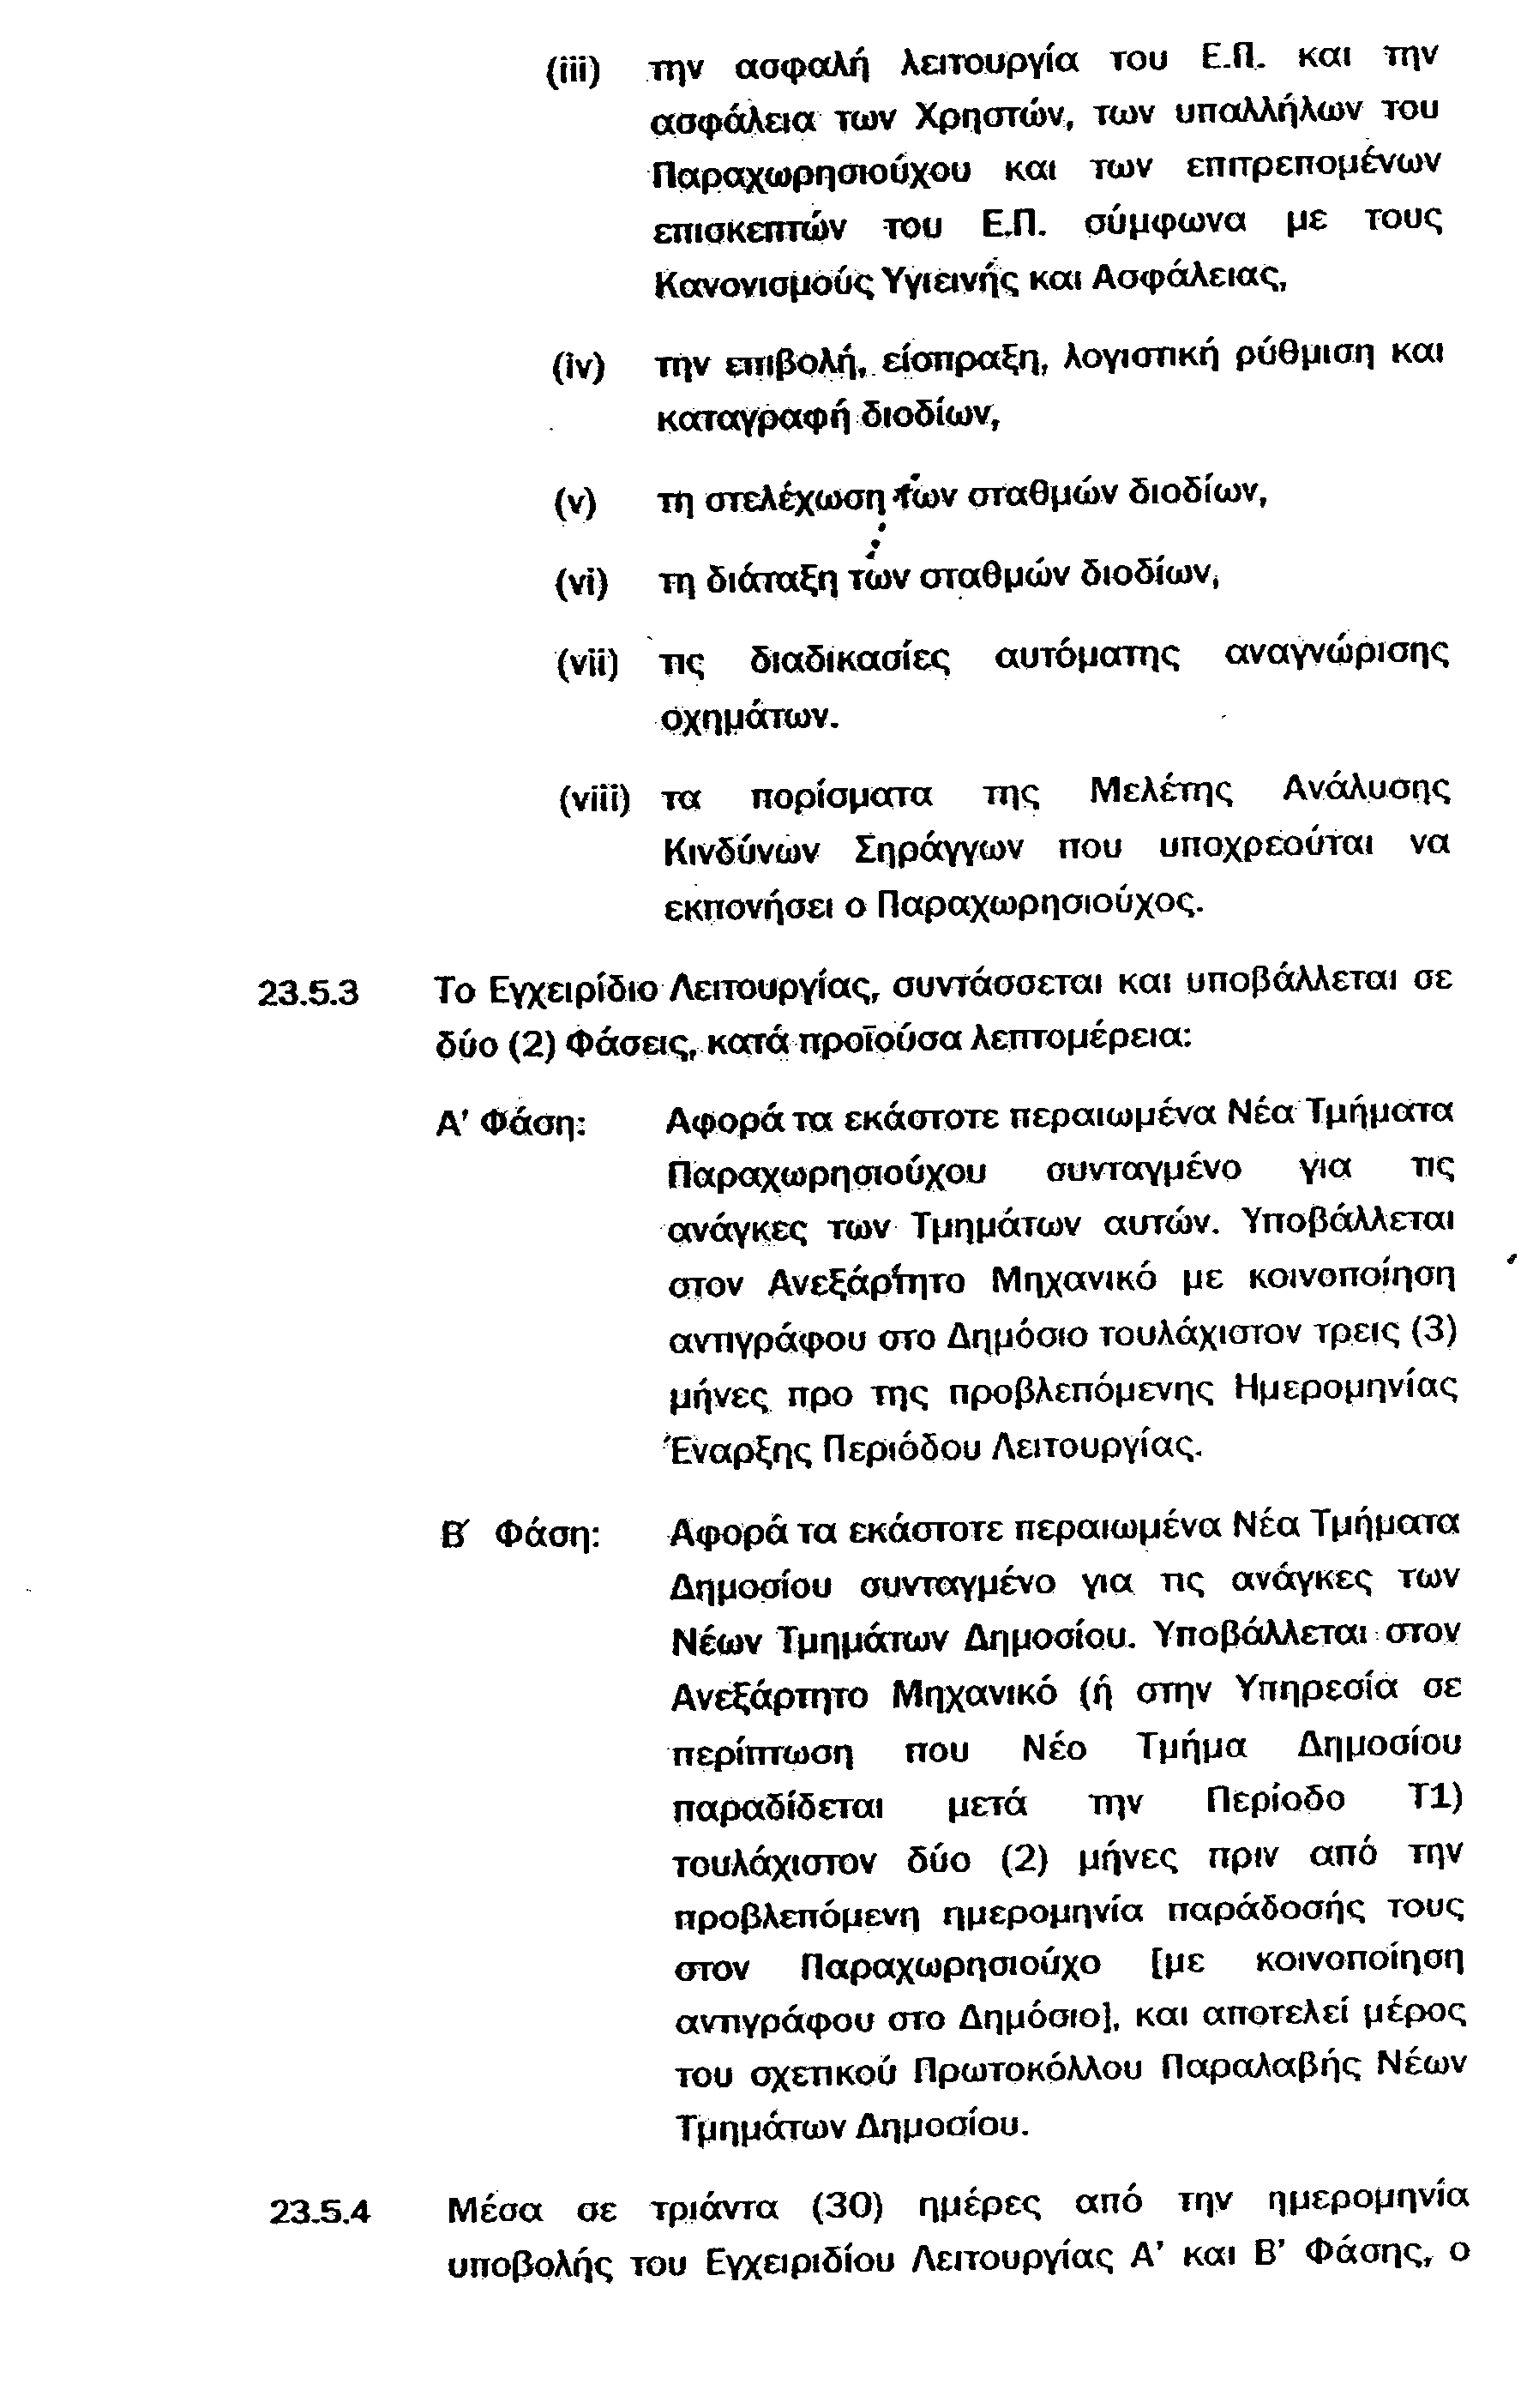 (iii) την ασφαλή λειτουργία του Ε.Π. και την
ασφάλεια των Χρηστών, των υπαλλήλων του
Παραχωρησιούχου και των επιτρεπομένων
επισκεπτών του Ε.Π. σύμφωνα με τους
Κανονισμούς Υγιεινής και Ασφάλειας,
(iv) την επιβολή, είσπραξη, λογιστική ρύθμιση και
καταγραφή διοδίων,
(v) τη στελέχωση των σταθμών διοδίων,
(vi) τη διάταξη των σταθμών διοδίων,
(vii) τις διαδικασίες αυτόματης αναγνώρισης
οχημάτων.
(viii) τα πορίσματα της Μελέτης Ανάλυσης
Κινδύνων Σηράγγων που υποχρεούται να
εκπονήσει ο Παραχωρησιούχος.
23.5.3 Το Εγχειρίδιο Λειτουργίας, συντάσσεται και υποβάλλεται σε
δύο (2) Φάσεις, κατά προϊούσα λεπτομέρεια:
Α' Φάση: Αφορά τα εκάστοτε περαιωμένα Νέα Τμήματα
Παραχωρησιούχου συνταγμένο για τις
ανάγκες των Τμημάτων αυτών. Υποβάλλεται
στον Ανεξάρτητο Μηχανικό με κοινοποίηση
αντιγράφου στο Δημόσιο τουλάχιστον τρεις (3)
μήνες προ της προβλεπόμενης Ημερομηνίας
Έναρξης Περιόδου Λειτουργίας.
Β' Φάση: Αφορά τα εκάστοτε περαιωμένα Νέα Τμήματα
Δημοσίου συνταγμένο για τις ανάγκες των
Νέων Τμημάτων Δημοσίου. Υποβάλλεται στον
Ανεξάρτητο Μηχανικό (ή στην Υπηρεσία σε
περίπτωση που Νέο Τμήμα Δημοσίου
παραδίδεται μετά την Περίοδο Τ1)
τουλάχιστον δύο (2) μήνες πριν από την
προβλεπόμενη ημερομηνία παράδοσής τους
στον Παραχωρησιούχο [με κοινοποίηση
αντιγράφου στο Δημόσιο], και αποτελεί μέρος
του σχετικού Πρωτοκόλλου Παραλαβής Νέων
Τμημάτων Δημοσίου.
23.5.4 Μέσα σε τριάντα (30) ημέρες από την ημερομηνία
υποβολής του Εγχειριδίου Λειτουργίας Α' και Β' Φάσης, ο